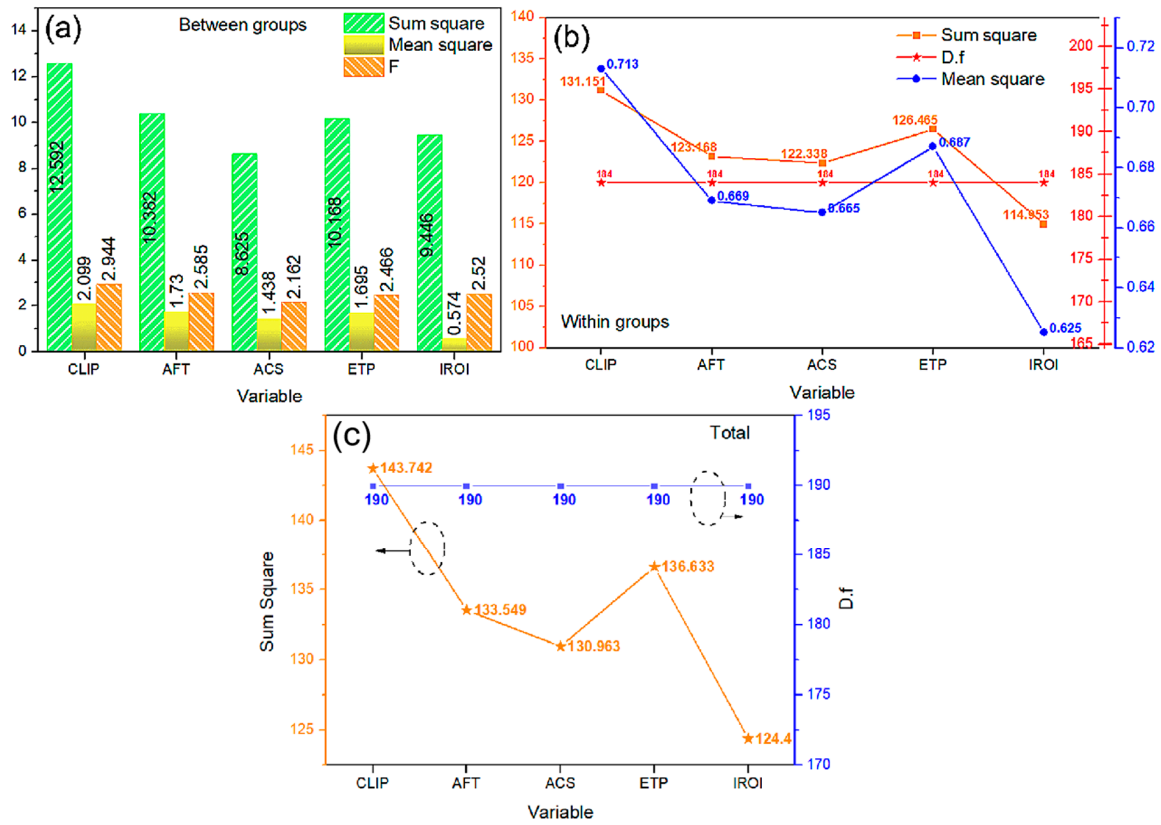 (a)
Between groups
Sum square
Mean square
F
14
12
10
8
6
4
2
0
12.592
2.099
2.944
10.382
1.73
2.585
8.625
1.438
2.162
10.168
1.695
2.466
9.446
0.574
2.52
CLIP
AFT
ACS
ETP
IROI
Variable
(b)
Sum square
D.f
Mean square
140
135
130
125
120
115
110
105
100
200
195
190
185
180
175
170
165
0.72
0.70
0.68
0.66
0.64
0.62
131.151
0.713
123.168
122.338
126.465
0.687
184
184
184
184
184
0.669
0.665
114.953
0.625
Within groups
CLIP
AFT
ACS
ETP
IROI
Variable
(c)
Total
Sum Square
145
140
135
130
125
195
190
185
180
175
170
D.f
143.742
190
190
190
190
190
133.549
130.963
136.633
124.4
CLIP
AFT
ACS
ETP
IROI
Variable